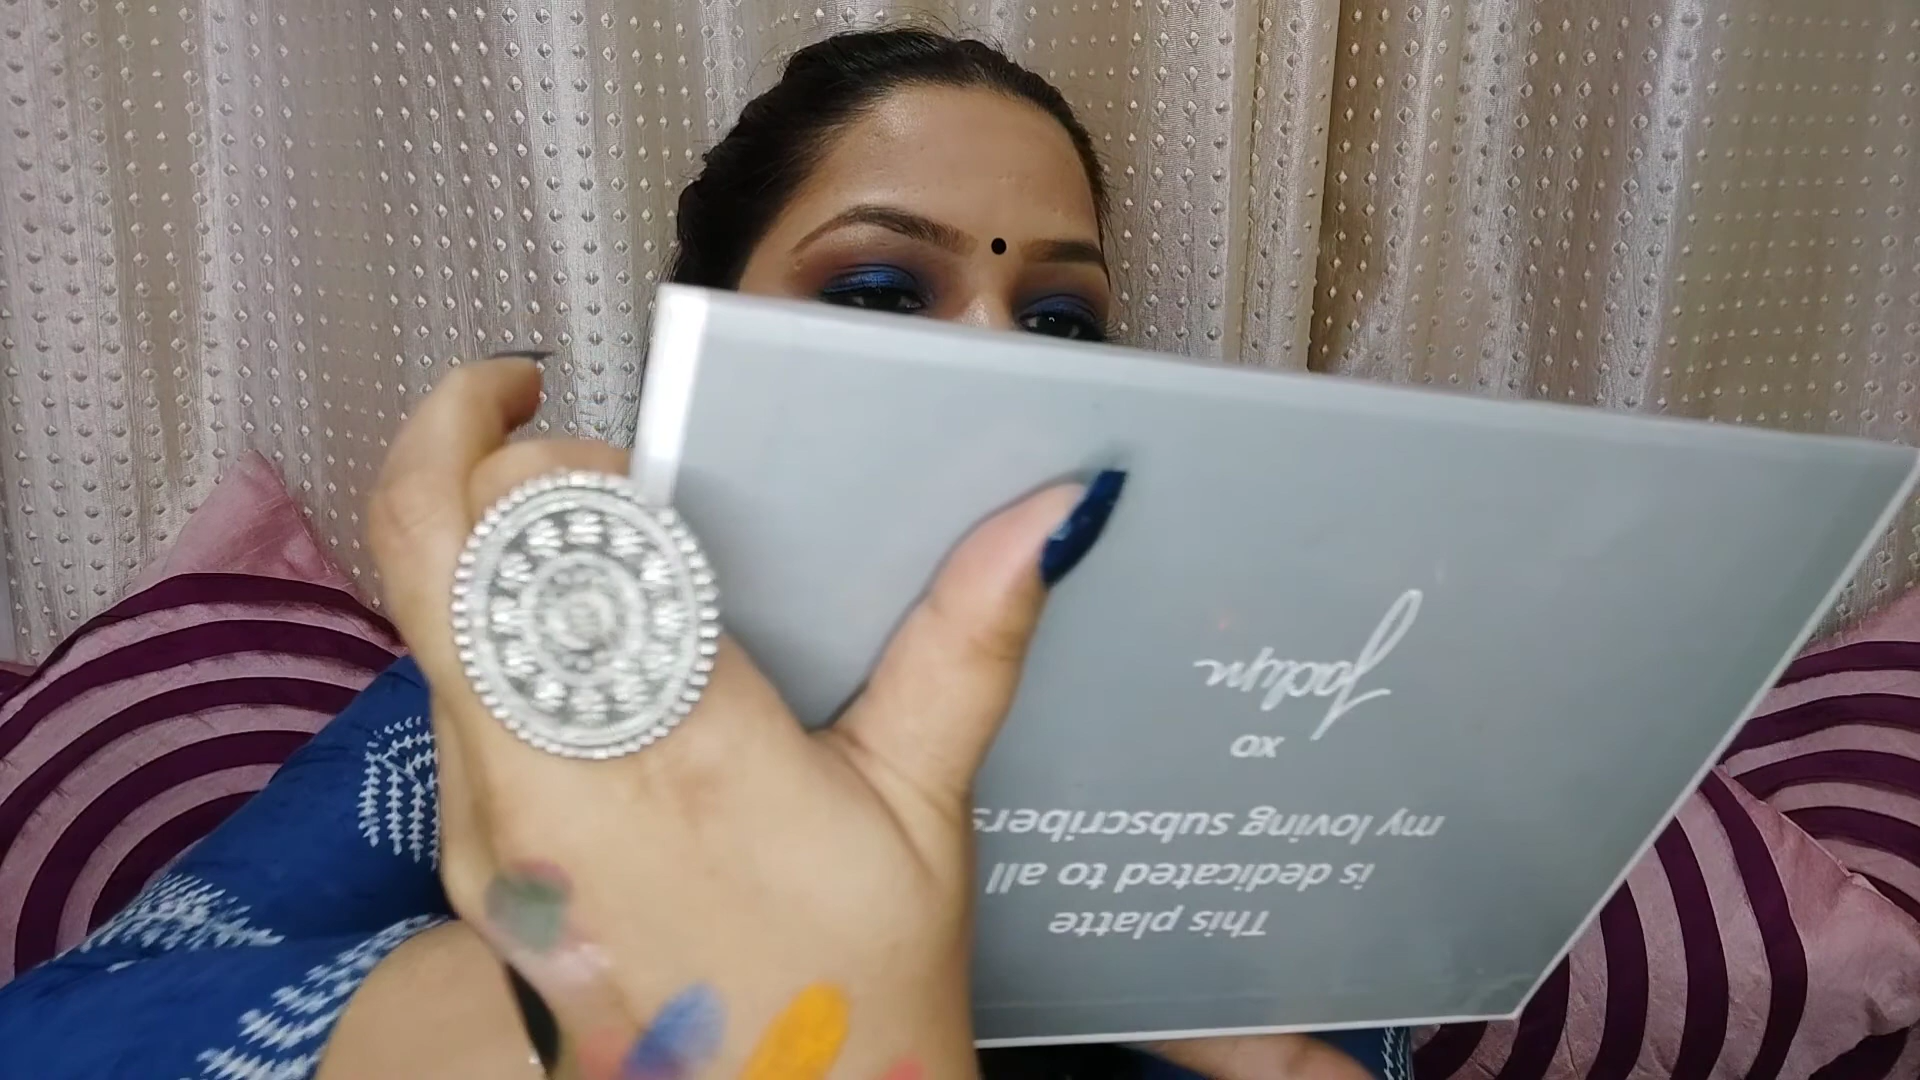 This platte
is dedicated to all
my loving subscribers
xo
Jaclyn